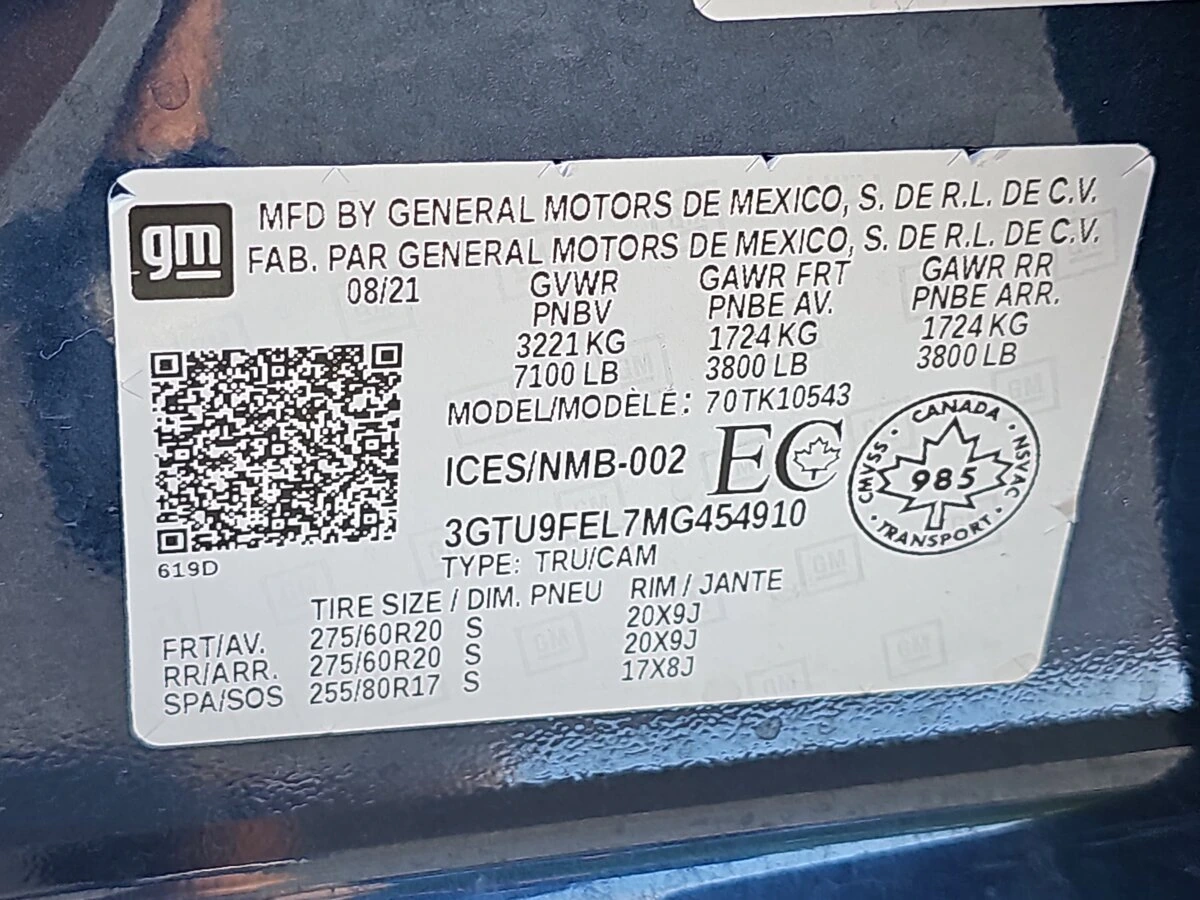 gm
MFD BY GENERAL MOTORS DE MEXICO, S. DE R.L. DE C.V.
FAB. PAR GENERAL MOTORS DE MEXICO, S. DE R.L. DE C.V.
08/21 GVWR GAWR FRT GAWR RR
PNBV PNBE AV. PNBE ARR.
3221 KG 1724 KG 1724 KG
7100 LB 3800 LB 3800 LB
MODEL/MODÈLE: 70TK10543
ICES/NMB-002 EC
CANADA
CMVSS 985 NSVAC
TRANSPORT
3GTU9FEL7MG454910
619D TYPE: TRU/CAM
TIRE SIZE / DIM. PNEU RIM / JANTE
FRT/AV. 275/60R20 S 20X9J
RR/ARR. 275/60R20 S 20X9J
SPA/SOS 255/80R17 S 17X8J